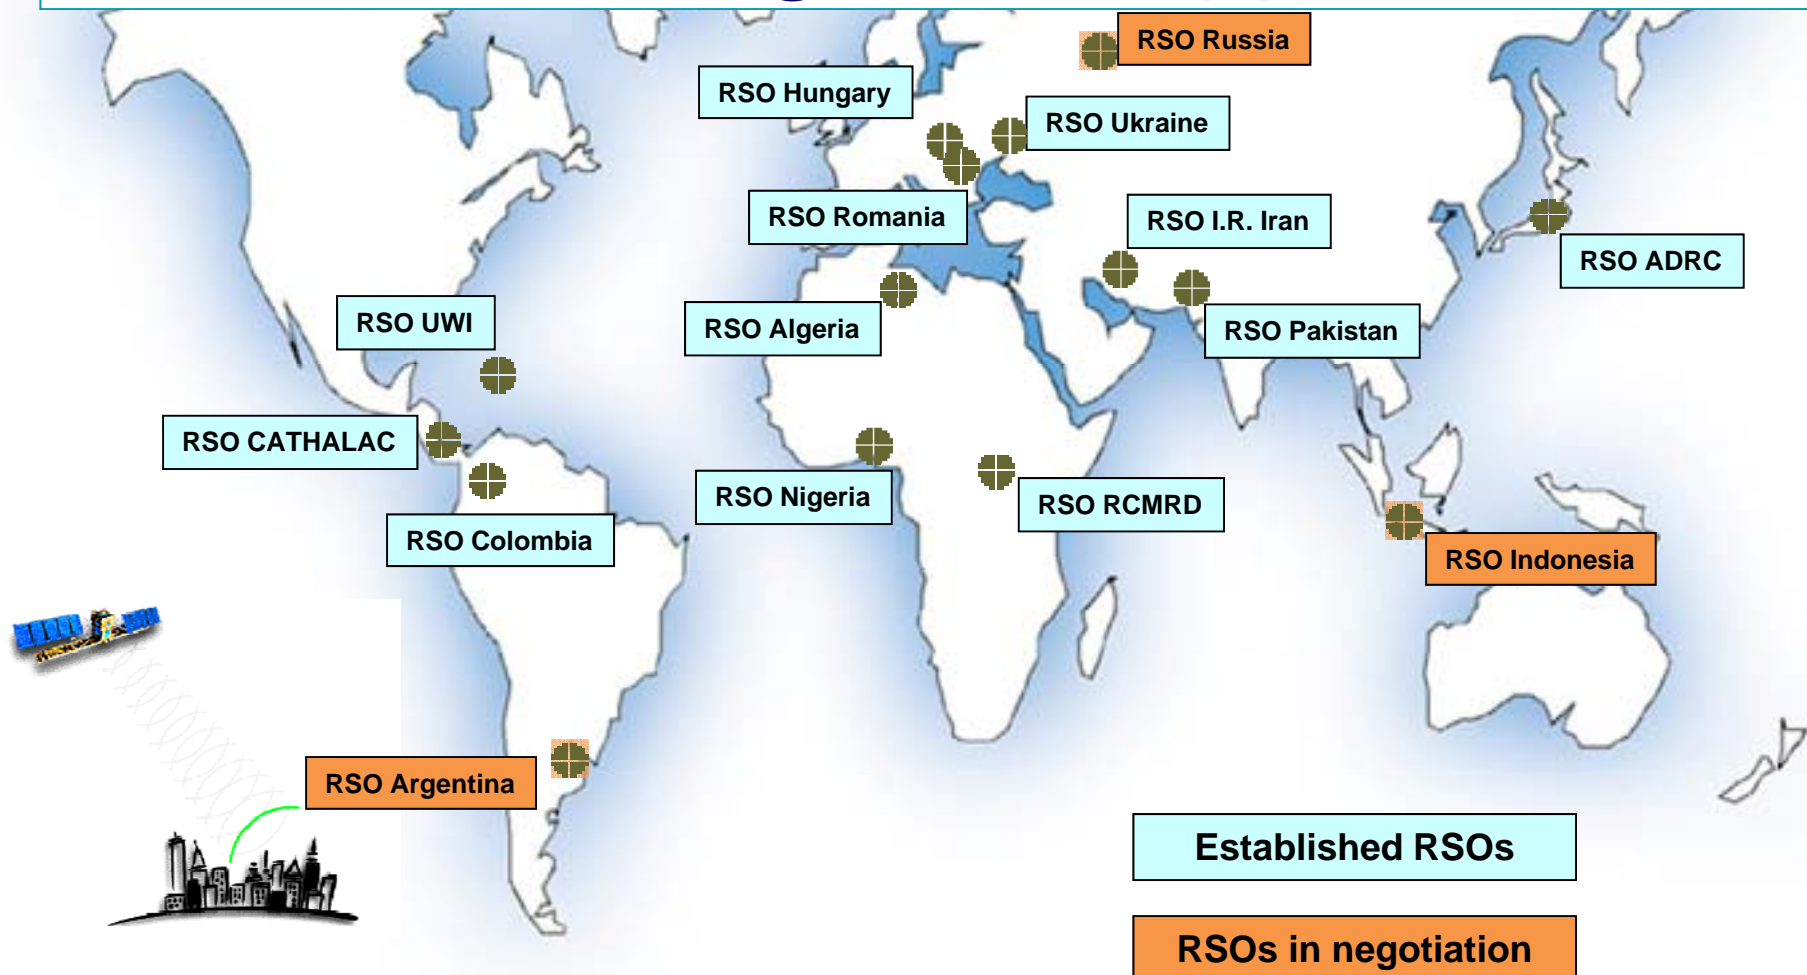 RSO Russia
RSO Hungary
RSO Ukraine
RSO Romania
RSO I.R. Iran
RSO ADRC
RSO UWI
RSO Algeria
RSO Pakistan
RSO CATHALAC
RSO Nigeria
RSO RCMRD
RSO Colombia
RSO Indonesia
RSO Argentina
Established RSOs
RSOs in negotiation